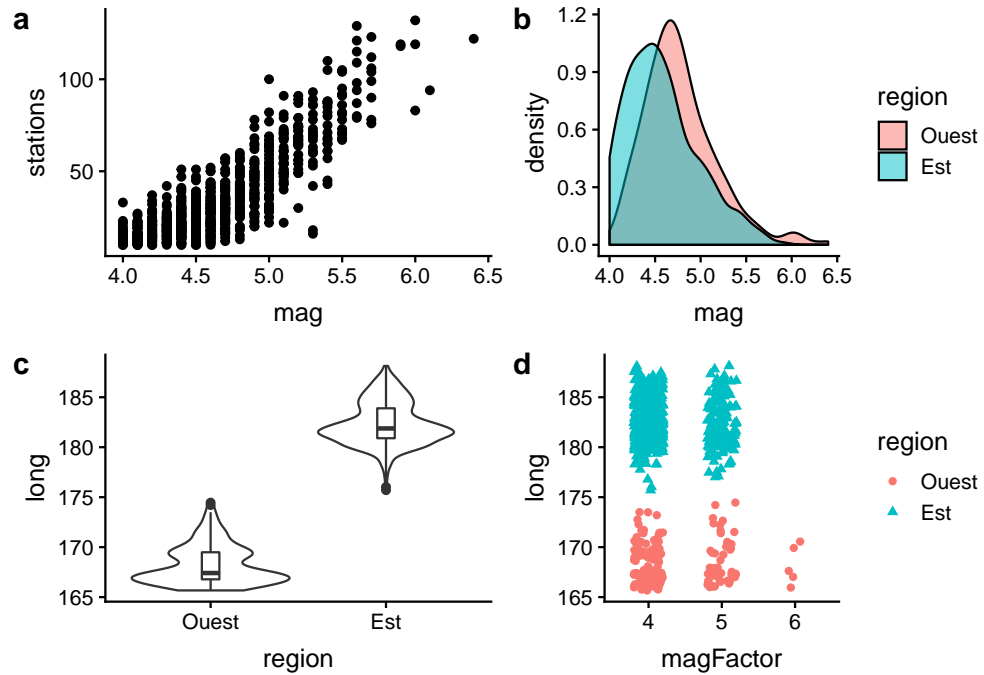 a
stations
100
50
4.0 4.5 5.0 5.5 6.0 6.5
mag
b
density
1.2
0.9
0.6
0.3
0.0
4.0 4.5 5.0 5.5 6.0 6.5
mag
region
Ouest
Est
c
long
185
180
175
170
165
Ouest Est
region
d
long
185
180
175
170
165
4 5 6
magFactor
region
Ouest
Est